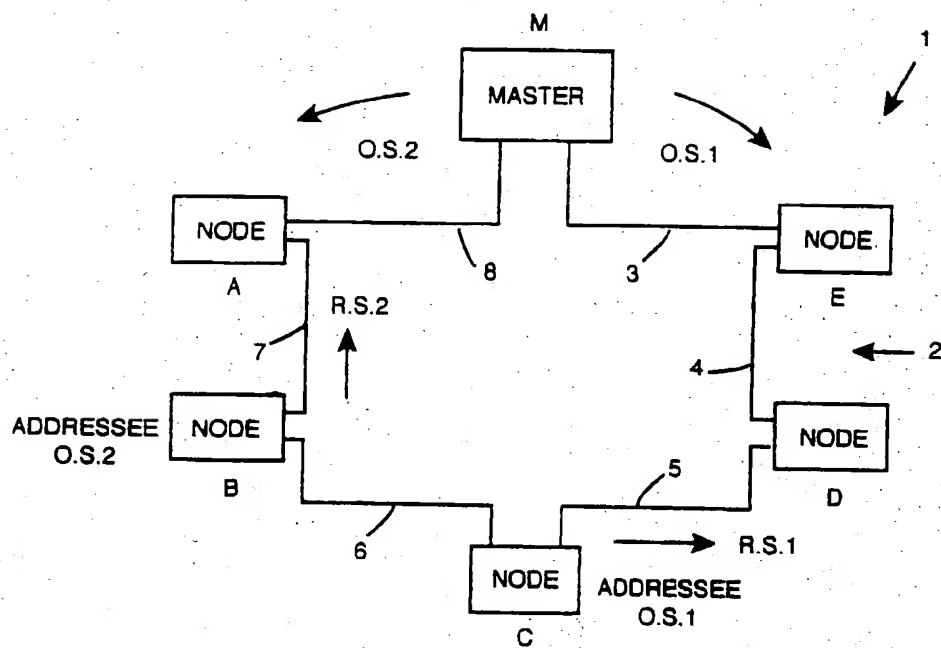 M
1
MASTER
O.S.2
O.S.1
NODE
NODE
8
3
A
E
R.S.2
7
4
2
ADDRESSEE
O.S.2
NODE
NODE
B
D
5
6
R.S.1
NODE
ADDRESSEE
O.S.1
C